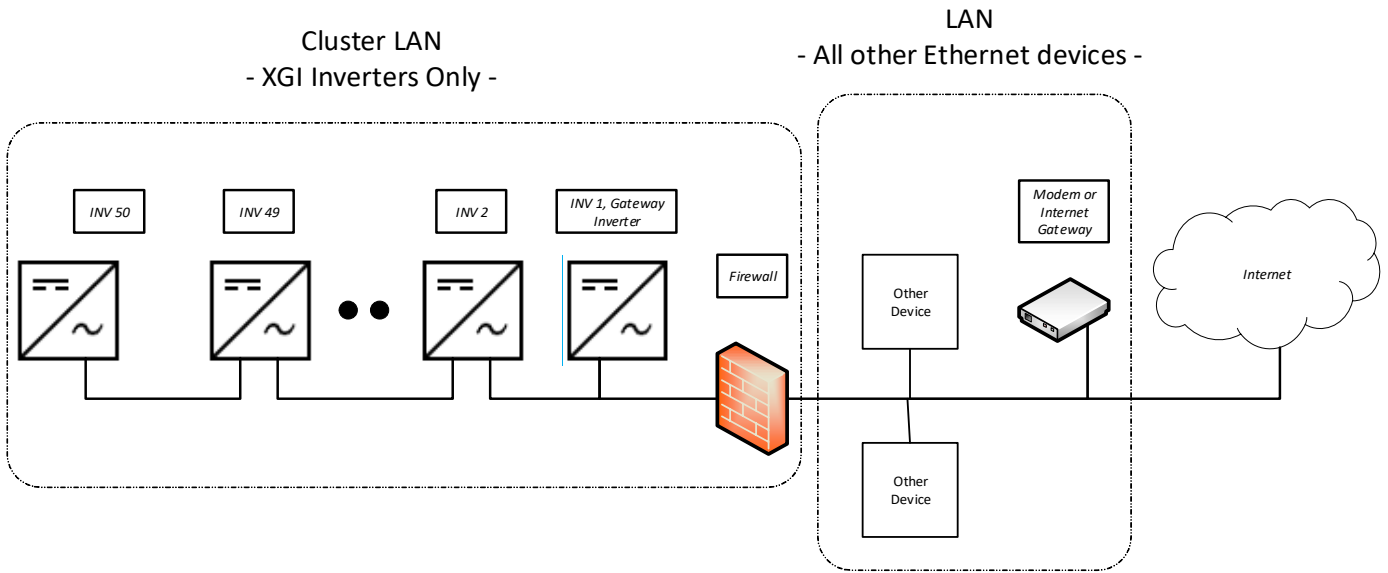 Cluster LAN
- XGI Inverters Only -
LAN
- All other Ethernet devices -
INV 50
INV 49
INV 2
INV 1, Gateway
Inverter
Firewall
Modem or
Internet
Gateway
Other
Device
Internet
Other
Device